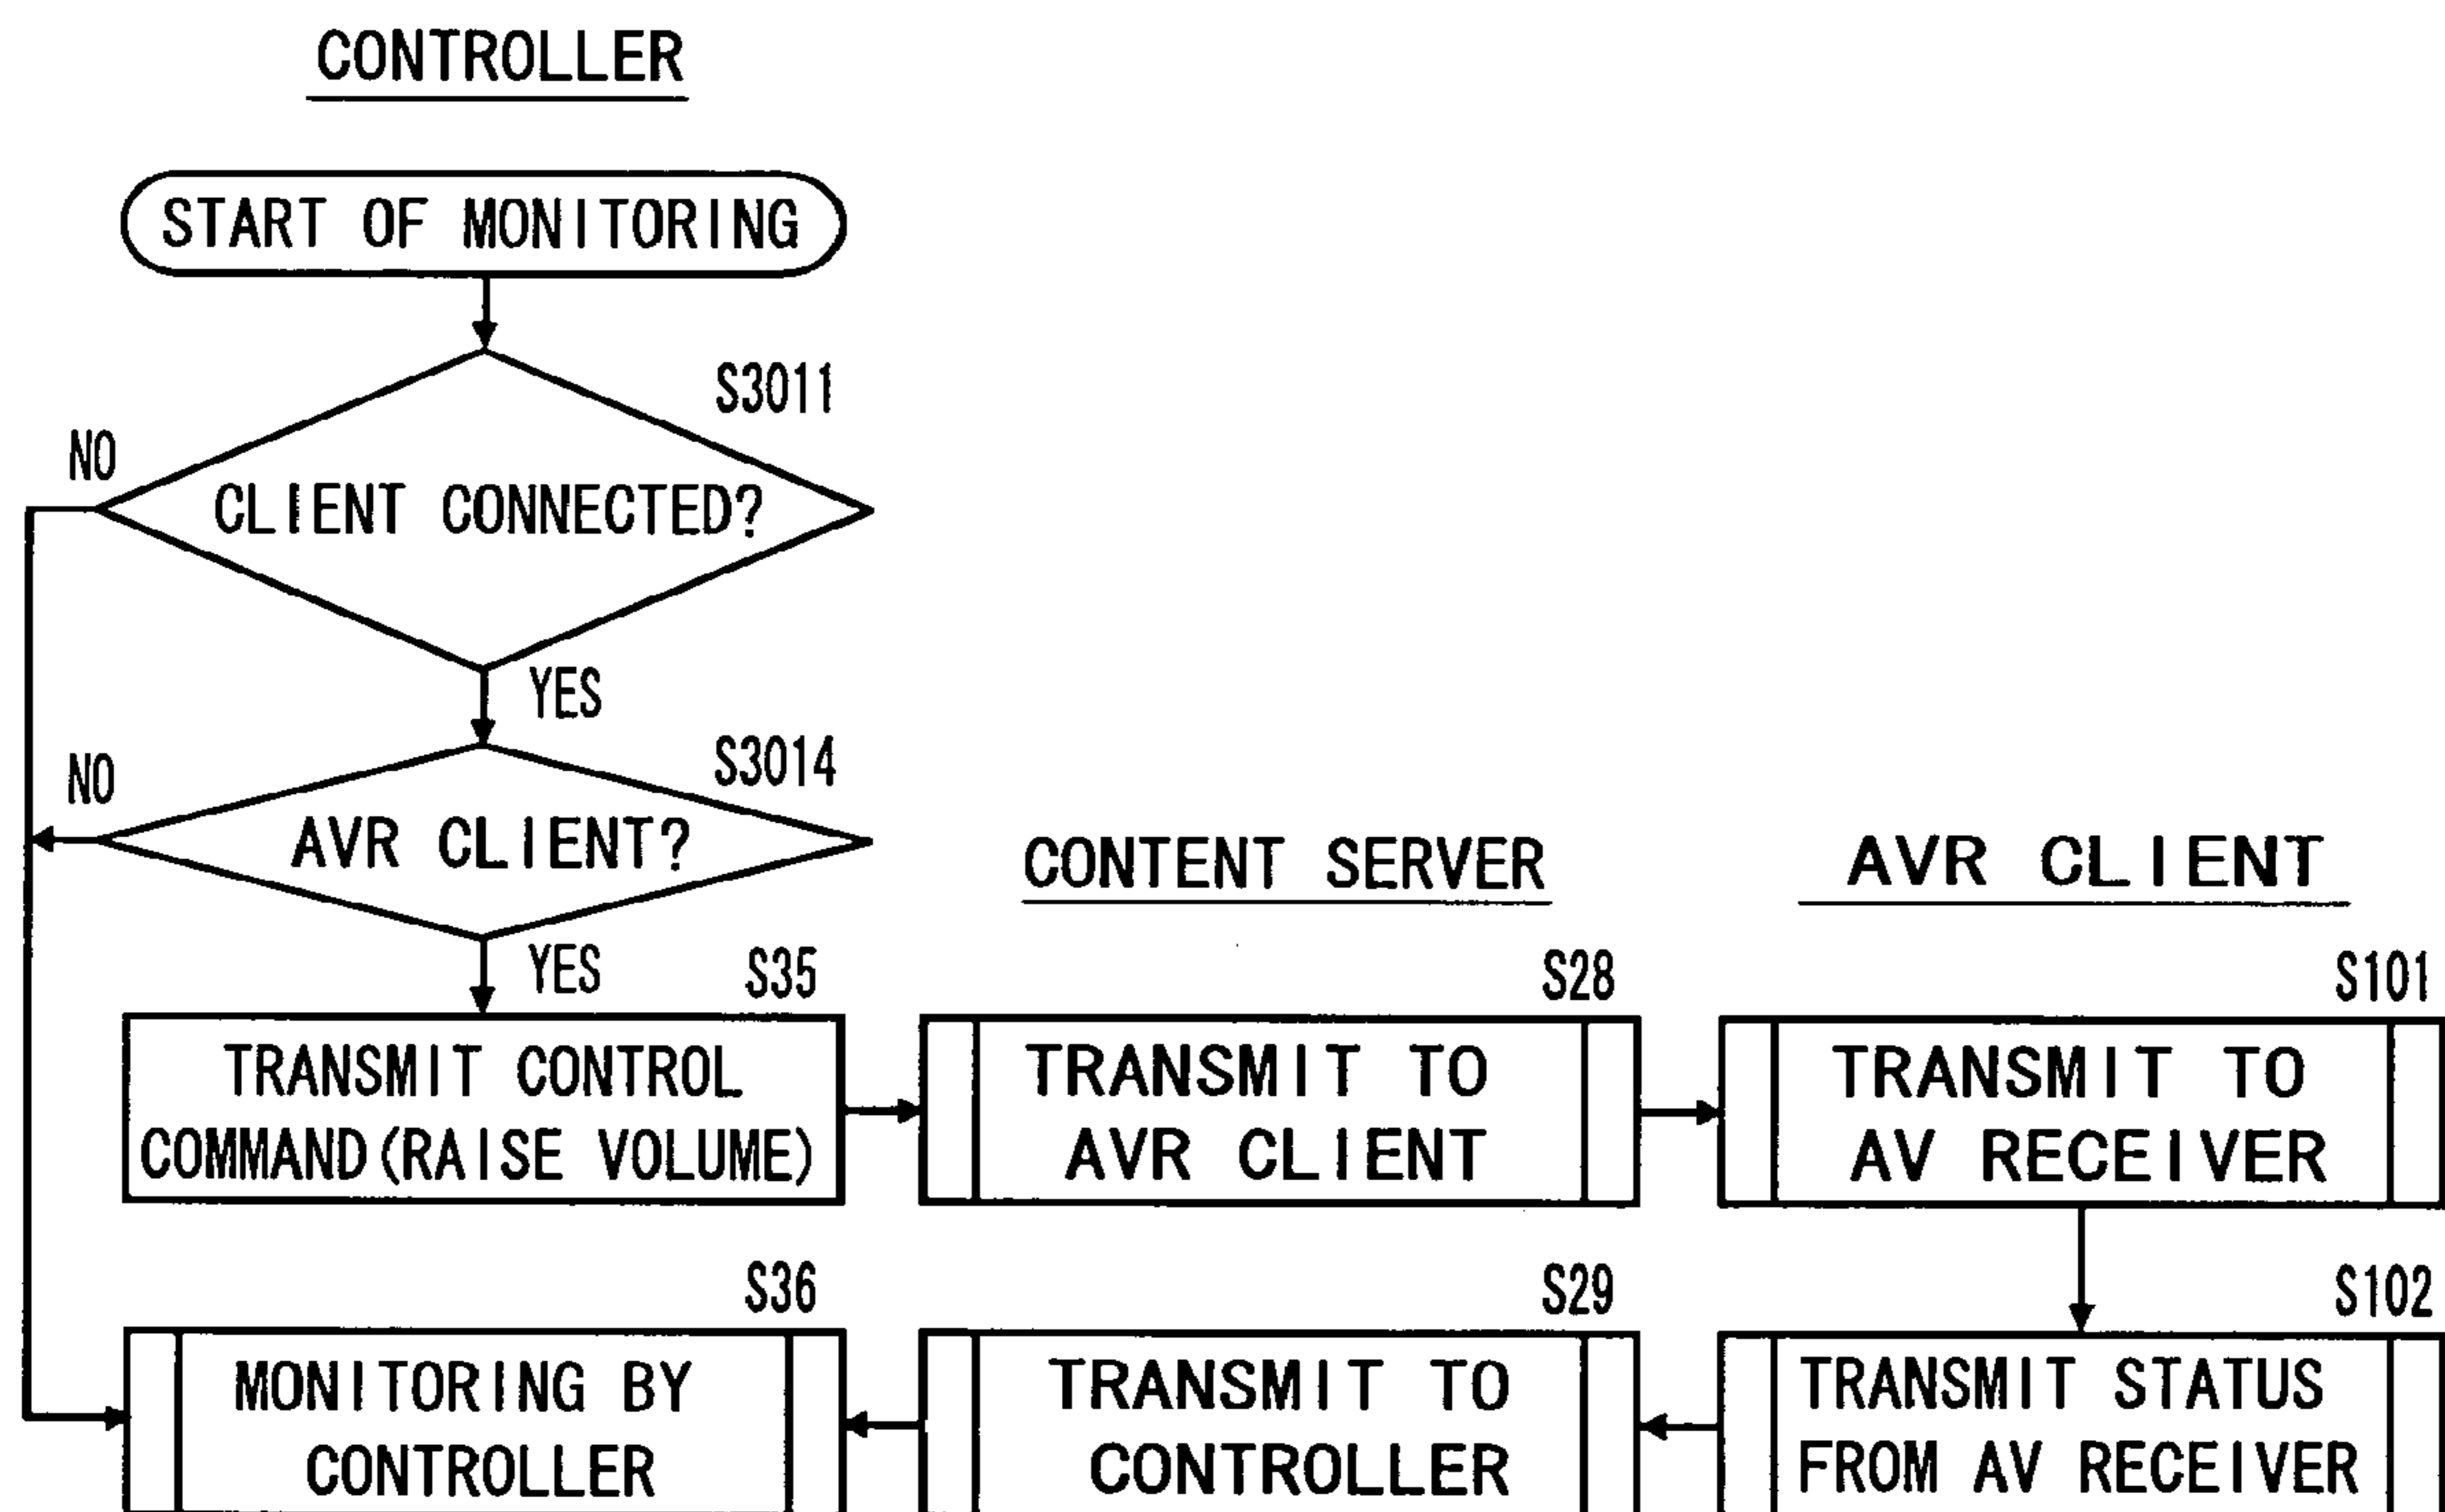 CONTROLLER
START OF MONITORING
S3011
NO
CLIENT CONNECTED?
YES
S3014
NO
AVR CLIENT?
YES
CONTENT SERVER
AVR CLIENT
S35
TRANSMIT CONTROL
COMMAND(RAISE VOLUME)
S28
TRANSMIT TO
AVR CLIENT
S101
TRANSMIT TO
AV RECEIVER
S36
MONITORING BY
CONTROLLER
S29
TRANSMIT TO
CONTROLLER
S102
TRANSMIT STATUS
FROM AV RECEIVER